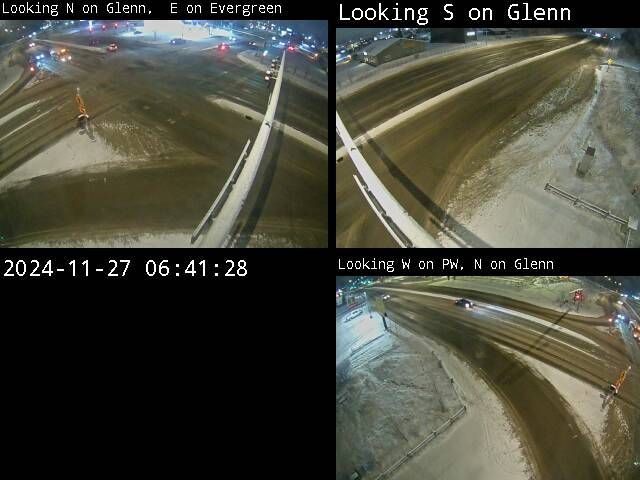 Looking N on Glenn,  E on Evergreen
Looking S on Glenn
2024-11-27 06:41:28
Looking W on PW, N on Glenn